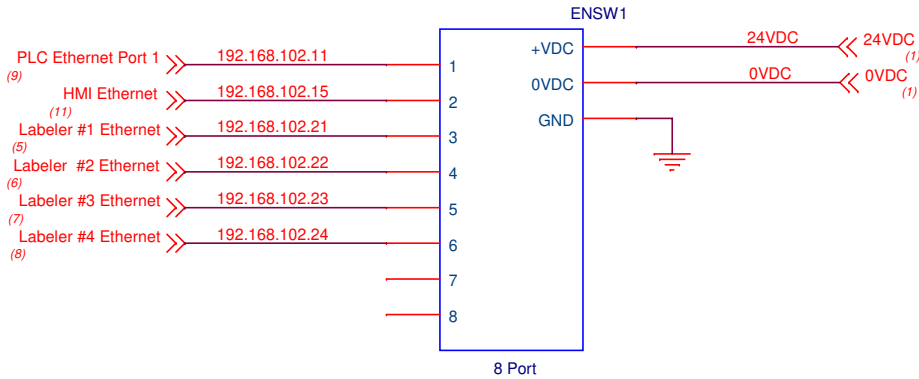 ENSW1
PLC Ethernet Port 1
(9)
192.168.102.11
1
+VDC
24VDC
24VDC
(1)
HMI Ethernet
(11)
192.168.102.15
2
0VDC
0VDC
0VDC
(1)
Labeler #1 Ethernet
(5)
192.168.102.21
3
GND
Labeler  #2 Ethernet
(6)
192.168.102.22
4
Labeler #3 Ethernet
(7)
192.168.102.23
5
Labeler #4 Ethernet
(8)
192.168.102.24
6
7
8
8 Port